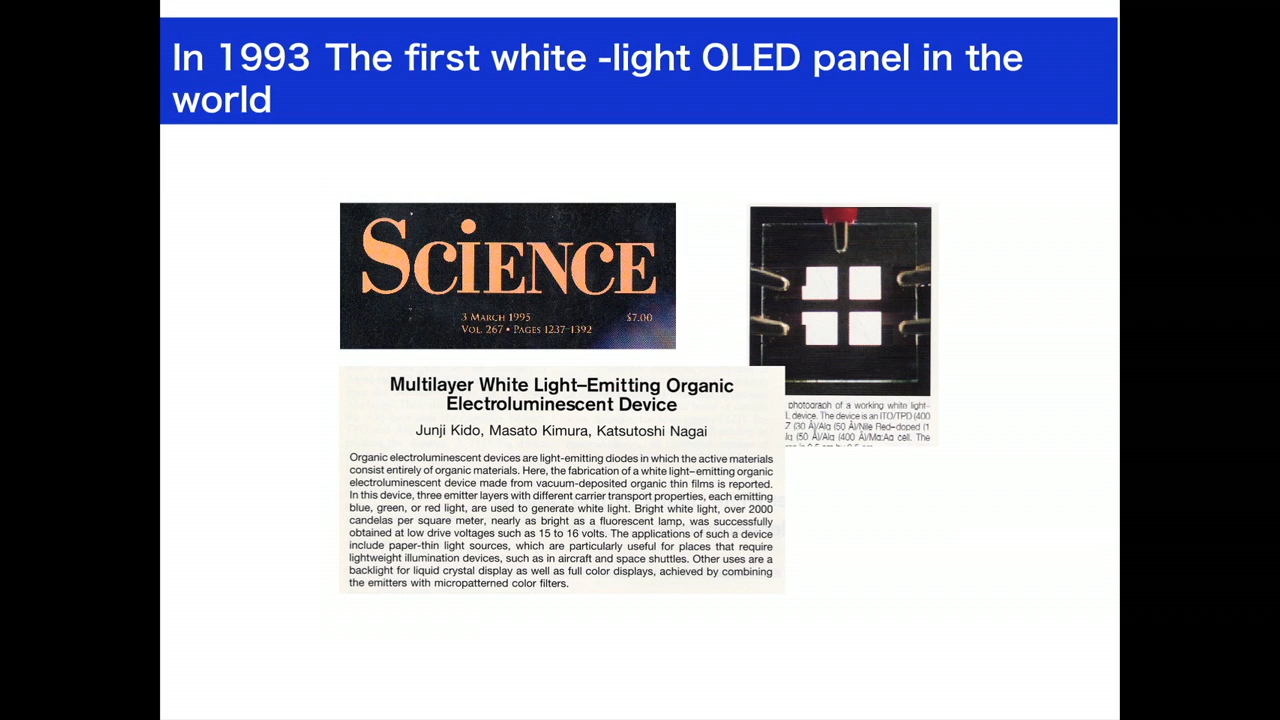 In 1993 The first white -light OLED panel in the
world
SCIENCE
3 MARCH 1995
$7.00
VOL. 267 • PAGES 1237–1392
Multilayer White Light–Emitting Organic
Electroluminescent Device
Junji Kido, Masato Kimura, Katsutoshi Nagai
Organic electroluminescent devices are light-emitting diodes in which the active materials
consist entirely of organic materials. Here, the fabrication of a white light–emitting organic
electroluminescent device made from vacuum-deposited organic thin films is reported.
In this device, three emitter layers with different carrier transport properties, each emitting
blue, green, or red light, are used to generate white light. Bright white light, over 2000
candelas per square meter, nearly as bright as a fluorescent lamp, was successfully
obtained at low drive voltages such as 15 to 16 volts. The applications of such a device
include paper-thin light sources, which are particularly useful for places that require
lightweight illumination devices, such as in aircraft and space shuttles. Other uses are a
backlight for liquid crystal display as well as full color displays, achieved by combining
the emitters with micropatterned color filters.
photograph of a working white light–
device. The device is an ITO/TPD (400
(30 Å)/Alq (50 Å)/Nile Red–doped (1
(50 Å)/Alq (400 Å)/Mg:Ag cell. The